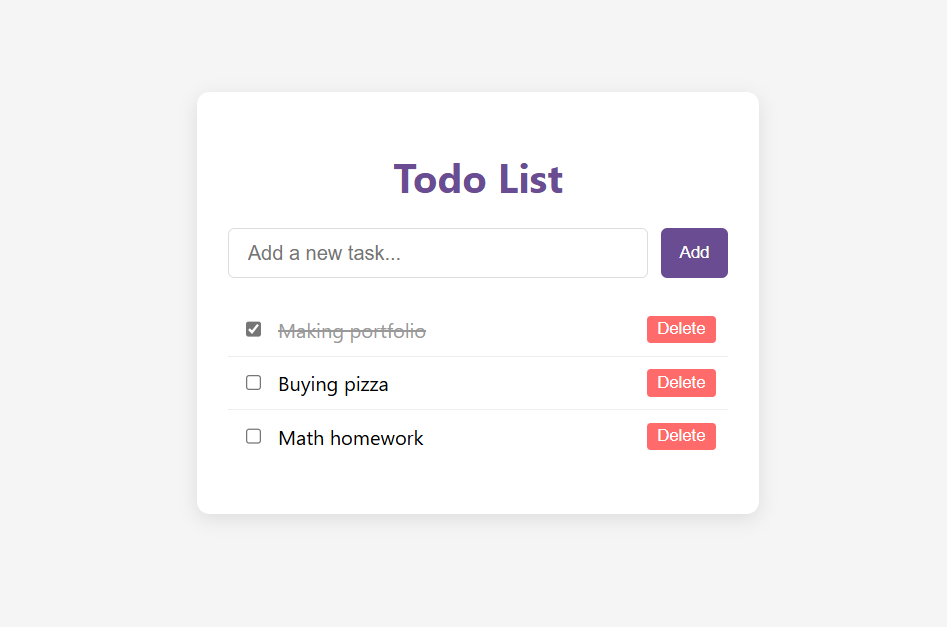 Todo List
Add a new task...
Add
Making portfolio
Delete
Buying pizza
Delete
Math homework
Delete